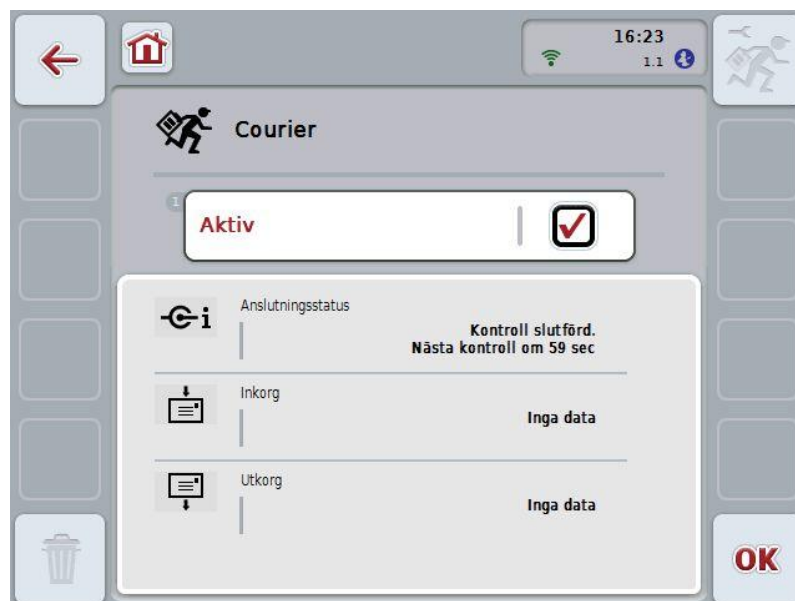 16:23
1.1
Courier
1
Aktiv
Anslutningsstatus
Kontroll slutförd.
Nästa kontroll om 59 sec
Inkorg
Inga data
Utkorg
Inga data
OK